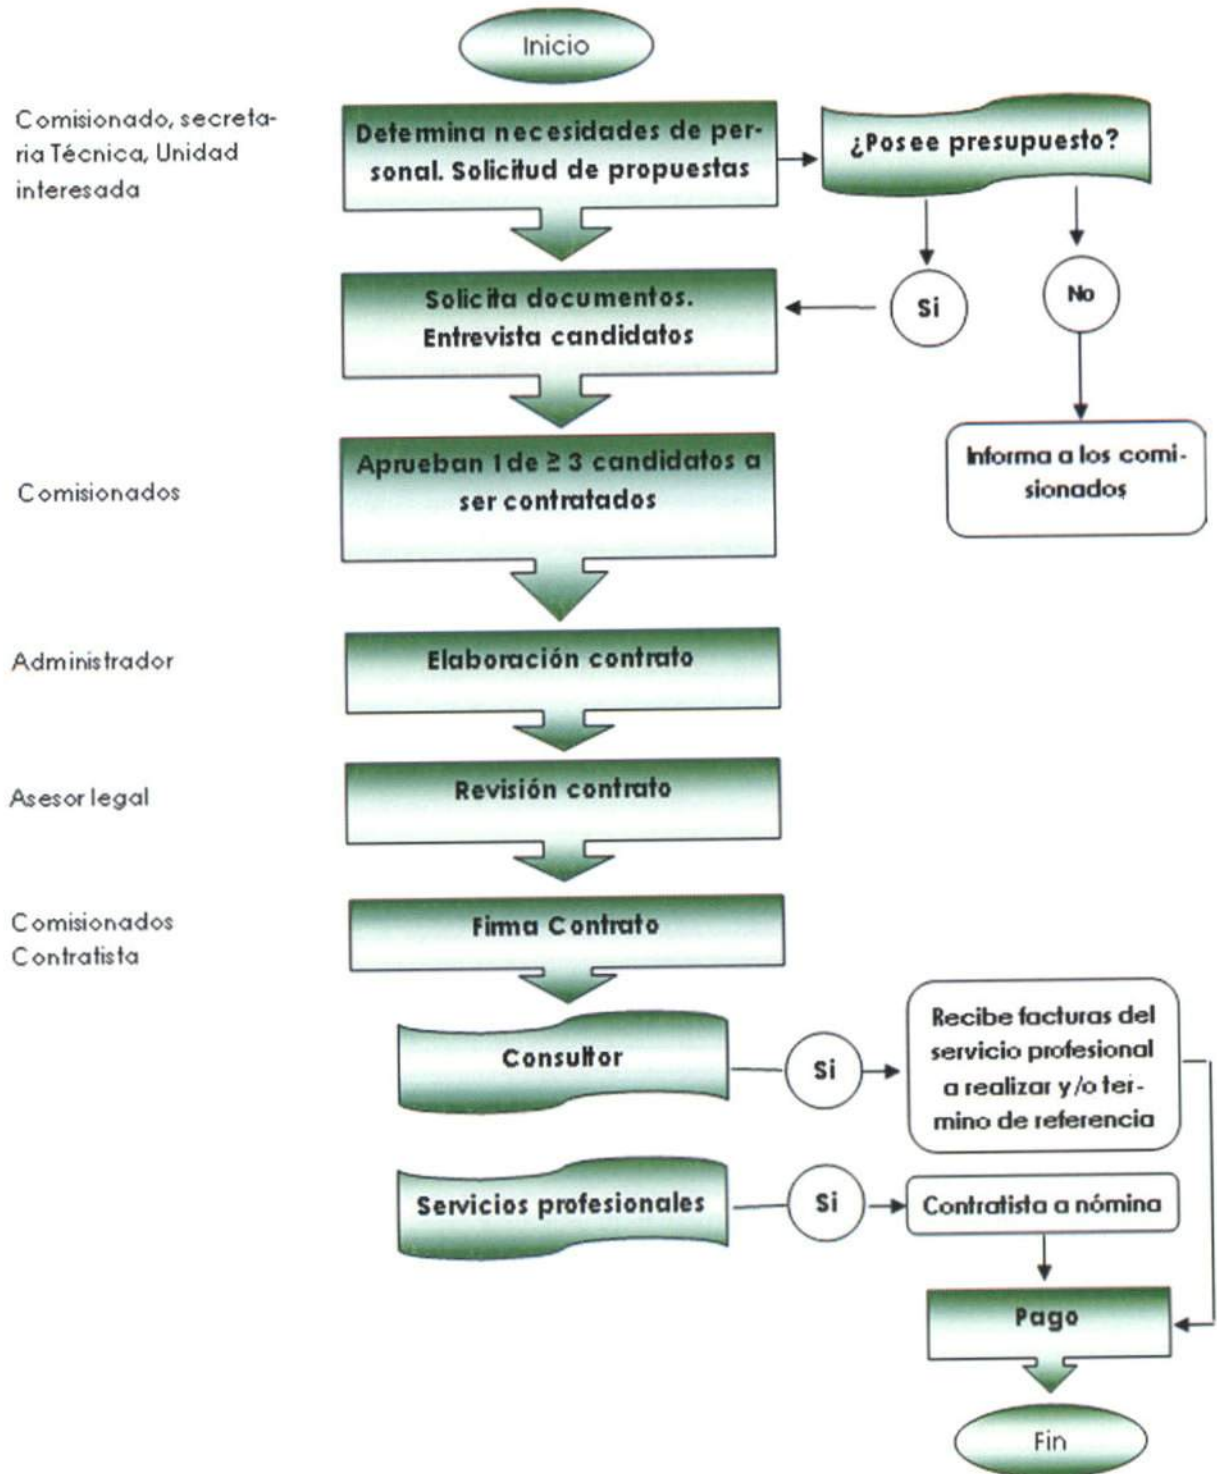 Inicio
Comisionado, secreta-
ria Técnica, Unidad
interesada
Determina necesidades de per-
sonal. Solicitud de propuestas
¿Posee presupuesto?
Solicita documentos.
Entrevista candidatos
Si
No
Informa a los comi-
sionados
Comisionados
Aprueban 1 de ≥ 3 candidatos a
ser contratados
Administrador
Elaboración contrato
Asesor legal
Revisión contrato
Comisionados
Contratista
Firma Contrato
Consultor
Si
Recibe facturas del
servicio profesional
a realizar y/o ter-
mino de referencia
Servicios profesionales
Si
Contratista a nómina
Pago
Fin